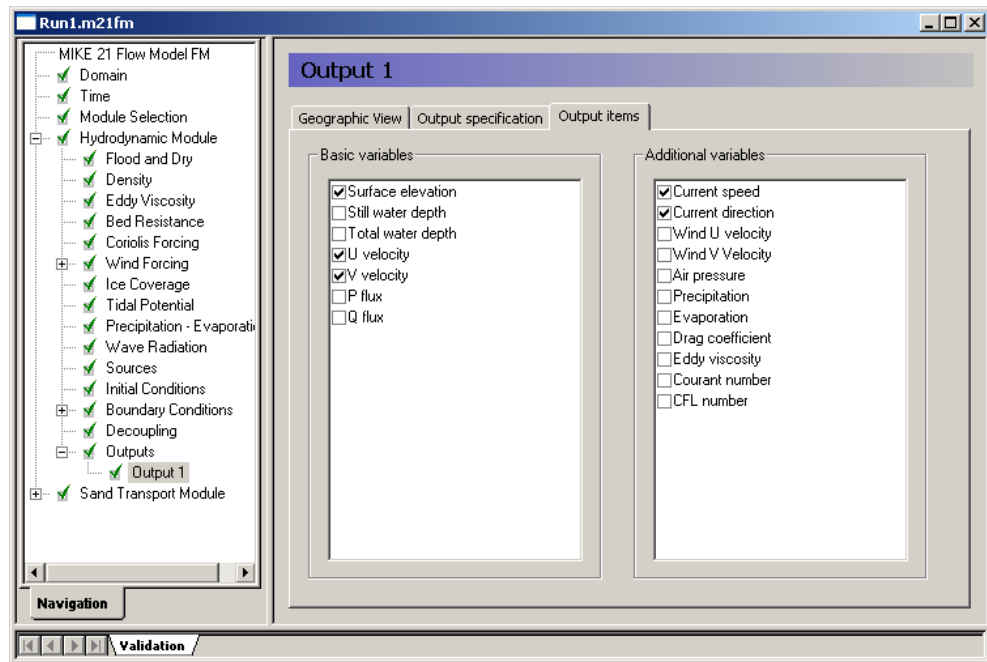 Run1.m21fm
MIKE 21 Flow Model FM
Domain
Time
Module Selection
Hydrodynamic Module
Flood and Dry
Density
Eddy Viscosity
Bed Resistance
Coriolis Forcing
Wind Forcing
Ice Coverage
Tidal Potential
Precipitation - Evaporati
Wave Radiation
Sources
Initial Conditions
Boundary Conditions
Decoupling
Outputs
Output 1
Sand Transport Module
Navigation
Output 1
Geographic View
Output specification
Output items
Basic variables
Surface elevation
Still water depth
Total water depth
U velocity
V velocity
P flux
Q flux
Additional variables
Current speed
Current direction
Wind U velocity
Wind V Velocity
Air pressure
Precipitation
Evaporation
Drag coefficient
Eddy viscosity
Courant number
CFL number
Validation